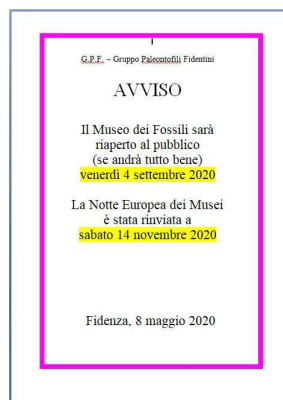 G.P.F. – Gruppo Paleontofili Fidentini
AVVISO
Il Museo dei Fossili sarà
riaperto al pubblico
(se andrà tutto bene)
venerdì 4 settembre 2020
La Notte Europea dei Musei
è stata rinviata a
sabato 14 novembre 2020
Fidenza, 8 maggio 2020